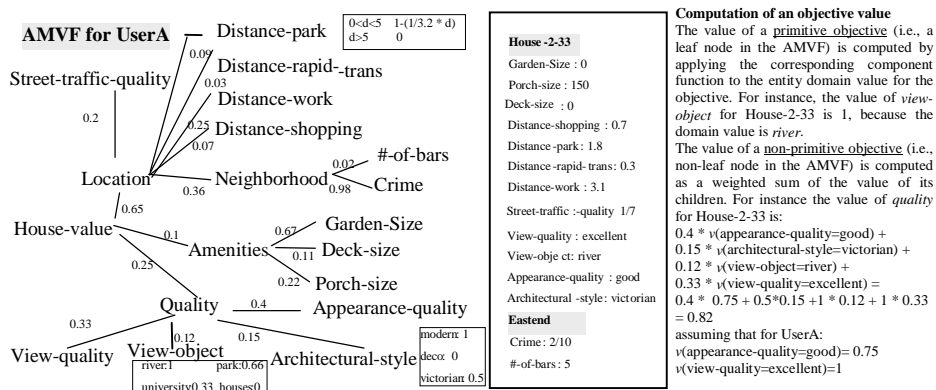 AMVF for UserA
Distance-park
0<d<5 1-(1/3.2 * d)
d>5 0
0.09
Distance-rapid--trans
Street-traffic-quality
0.03
Distance-work
0.2
0.25
Distance-shopping
0.07
0.02
#-of-bars
Location
0.36
Neighborhood
0.98
Crime
0.65
House-value
0.1
Amenities
0.67
Garden-Size
0.11
Deck-size
0.25
0.22
Porch-size
Quality
0.4
Appearance-quality
0.33
0.12
0.15
View-quality
View-object
Architectural-style
river:1 park:0.66
university0.33 houses:0
modern: 1
deco: 0
victorian: 0.5
House -2-33
Garden-Size : 0
Porch-size : 150
Deck-size : 0
Distance-shopping : 0.7
Distance-park: 1.8
Distance-rapid- trans: 0.3
Distance-work : 3.1
Street-traffic :-quality 1/7
View-quality : excellent
View-obje ct: river
Appearance-quality : good
Architectural -style: victorian
Eastend
Crime: 2/10
#-of-bars : 5
Computation of an objective value
The value of a primitive objective (i.e., a
leaf node in the AMVF) is computed by
applying the corresponding component
function to the entity domain value for the
objective. For instance, the value of view-
object for House-2-33 is 1, because the
domain value is river.
The value of a non-primitive objective (i.e.,
non-leaf node in the AMVF) is computed
as a weighted sum of the value of its
children. For instance the value of quality
for House-2-33 is:
0.4 * v(appearance-quality=good) +
0.15 * v(architectural-style=victorian) +
0.12 * v(view-object=river) +
0.33 * v(view-quality=excellent) =
0.4 * 0.75 + 0.5*0.15 +1 * 0.12 + 1 * 0.33
= 0.82
assuming that for UserA:
v(appearance-quality=good)= 0.75
v(view-quality=excellent)=1